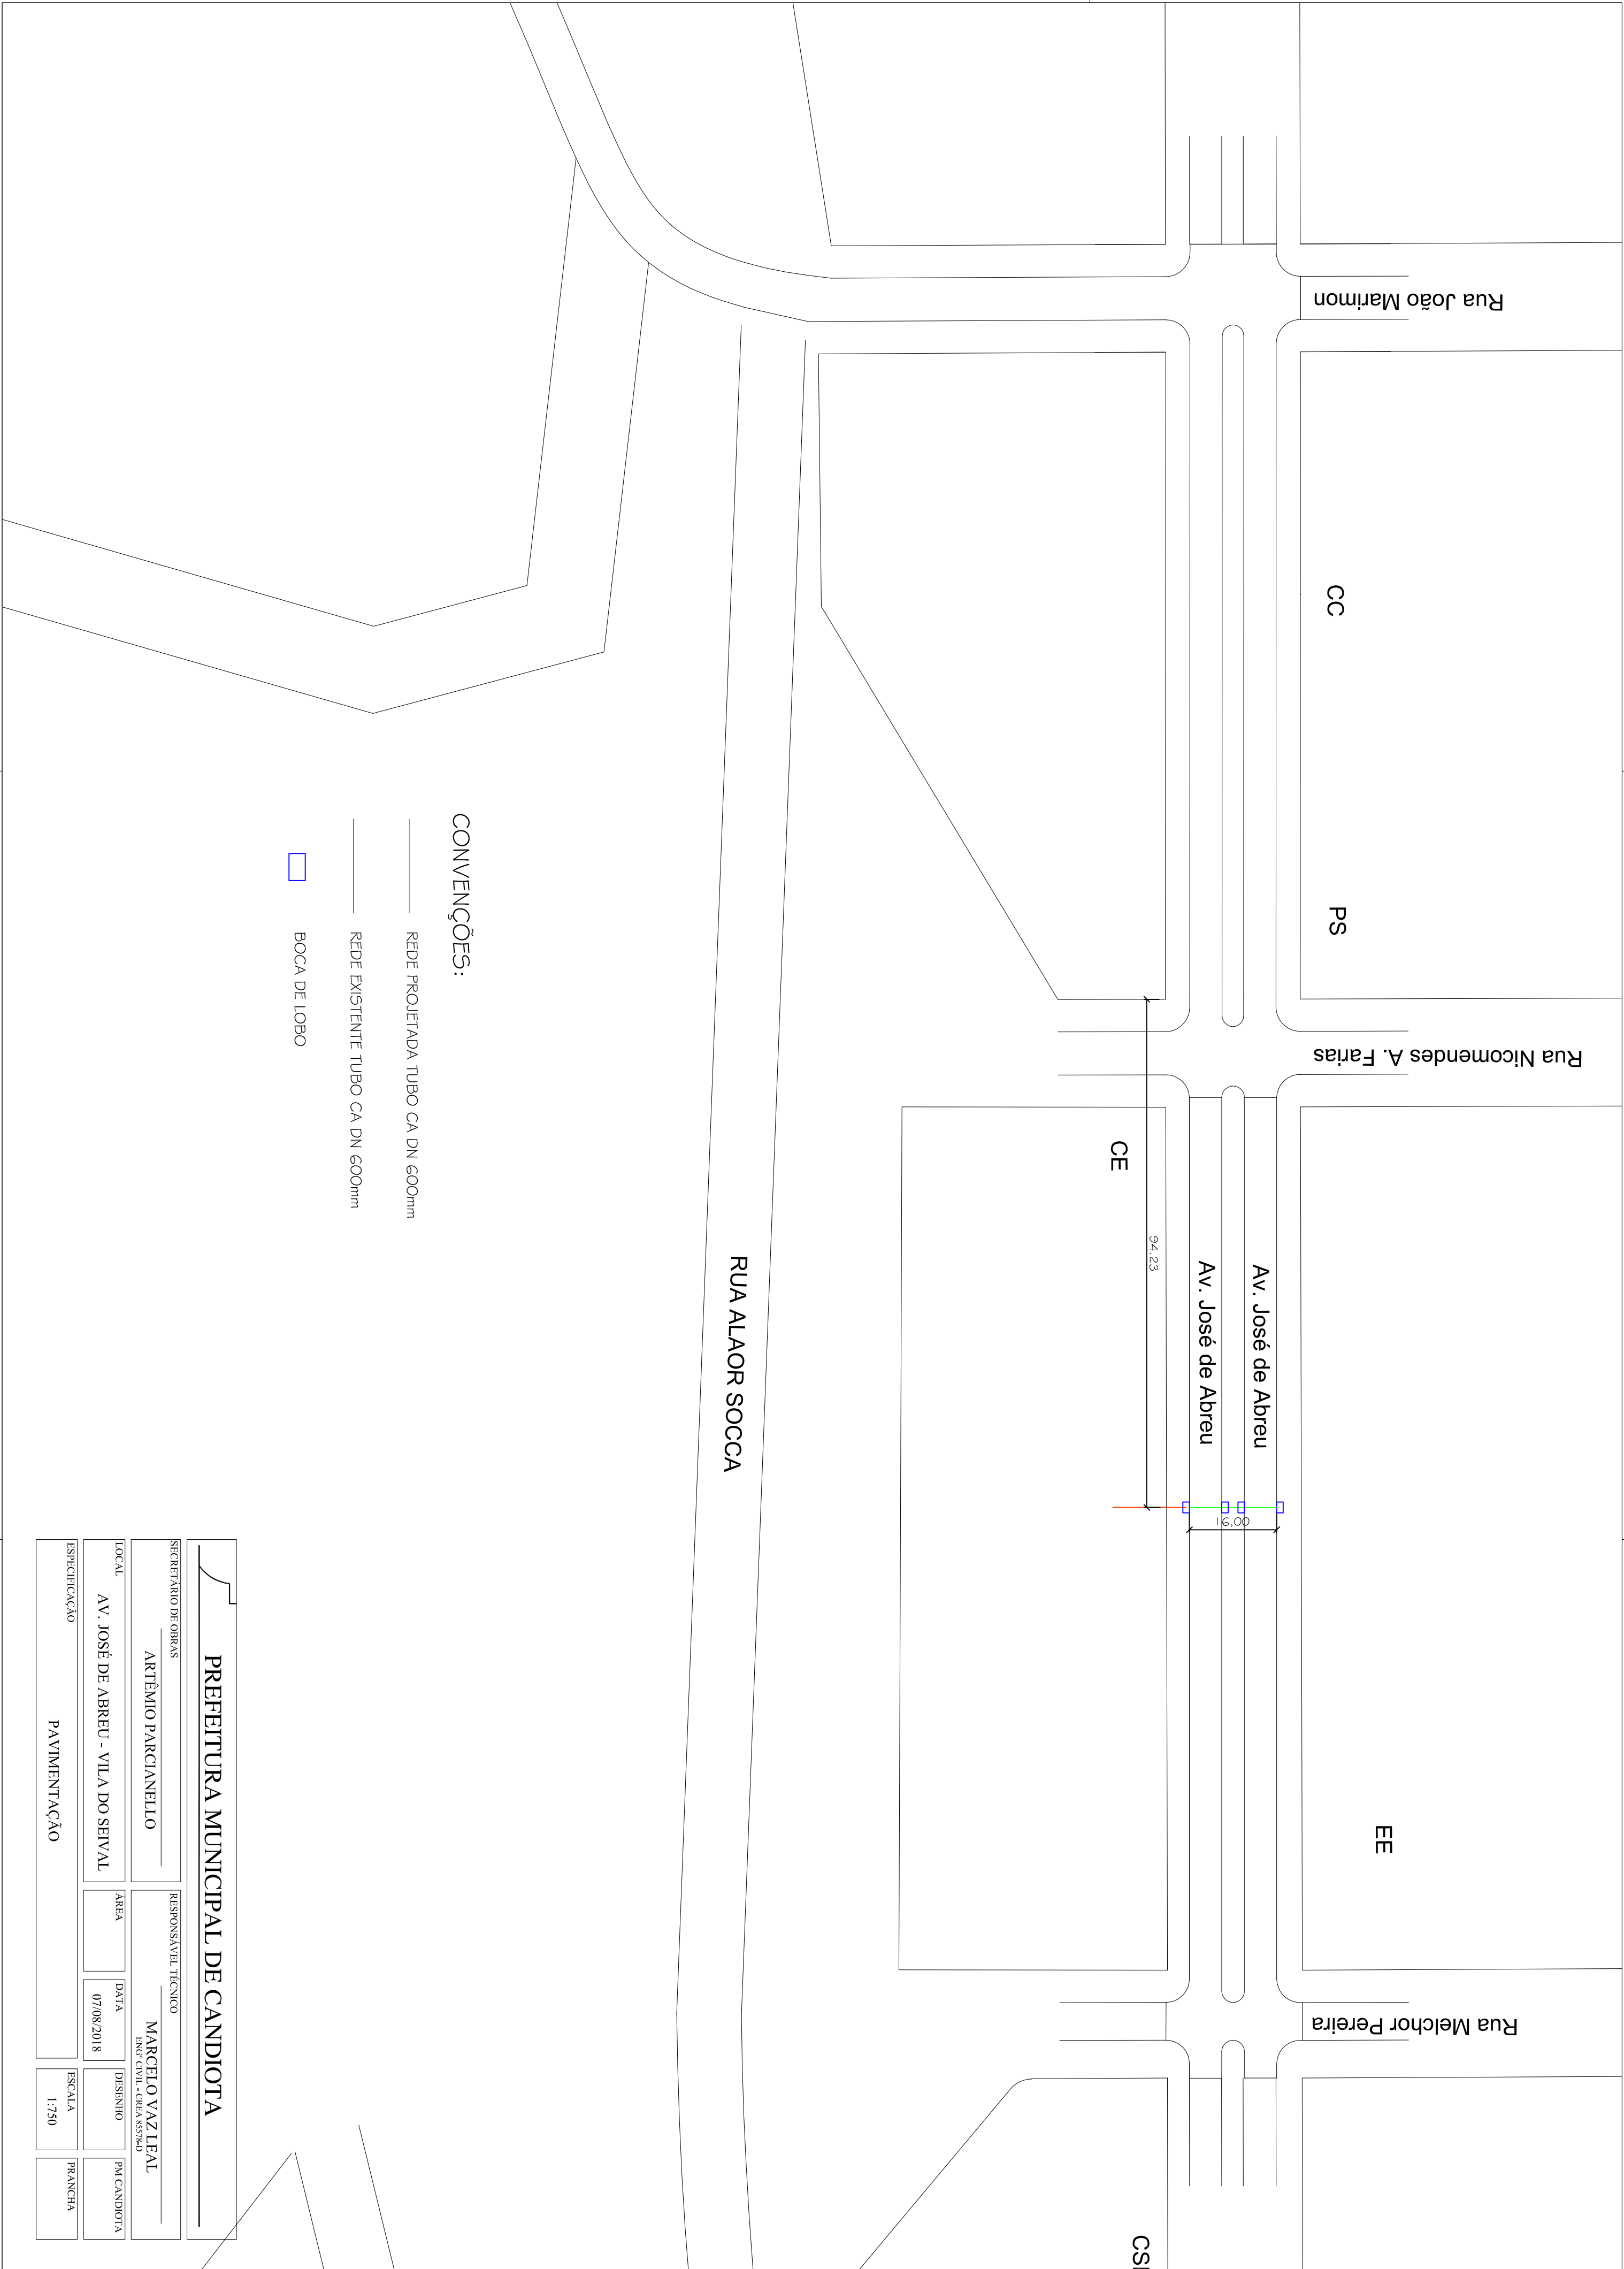 Rua João Marimon
CC
PS
Rua Nicomendes A. Farias
CE
94.23
Av. José de Abreu
Av. José de Abreu
16,00
EE
Rua Melchor Pereira
RUA ALAOR SOCCA
CONVENÇÕES:
REDE PROJETADA TUBO CA DN 600mm
REDE EXISTENTE TUBO CA DN 600mm
BOCA DE LOBO
PREFEITURA MUNICIPAL DE CANDIOTA
SECRETÁRIO DE OBRAS
ARTÊMIO PARCIANELLO
RESPONSÁVEL TÉCNICO
MARCELO VAZ LEAL
ENGº CIVIL - CREA 85578-D
LOCAL
AV. JOSÉ DE ABREU - VILA DO SEIVAL
ÁREA
DATA
07/08/2018
DESENHO
PM CANDIOTA
ESPECIFICAÇÃO
PAVIMENTAÇÃO
ESCALA
1:750
PRANCHA